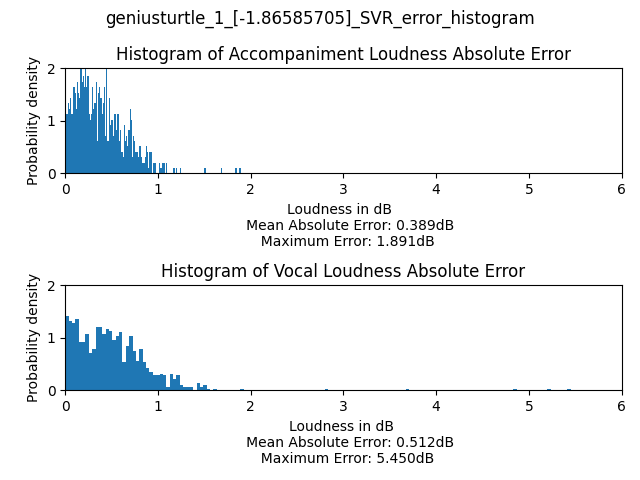 geniusturtle_1_[-1.86585705]_SVR_error_histogram
Histogram of Accompaniment Loudness Absolute Error
Probability density
2
1
0
0 1 2 3 4 5 6
Loudness in dB
Mean Absolute Error: 0.389dB
Maximum Error: 1.891dB
Histogram of Vocal Loudness Absolute Error
Probability density
2
1
0
0 1 2 3 4 5 6
Loudness in dB
Mean Absolute Error: 0.512dB
Maximum Error: 5.450dB